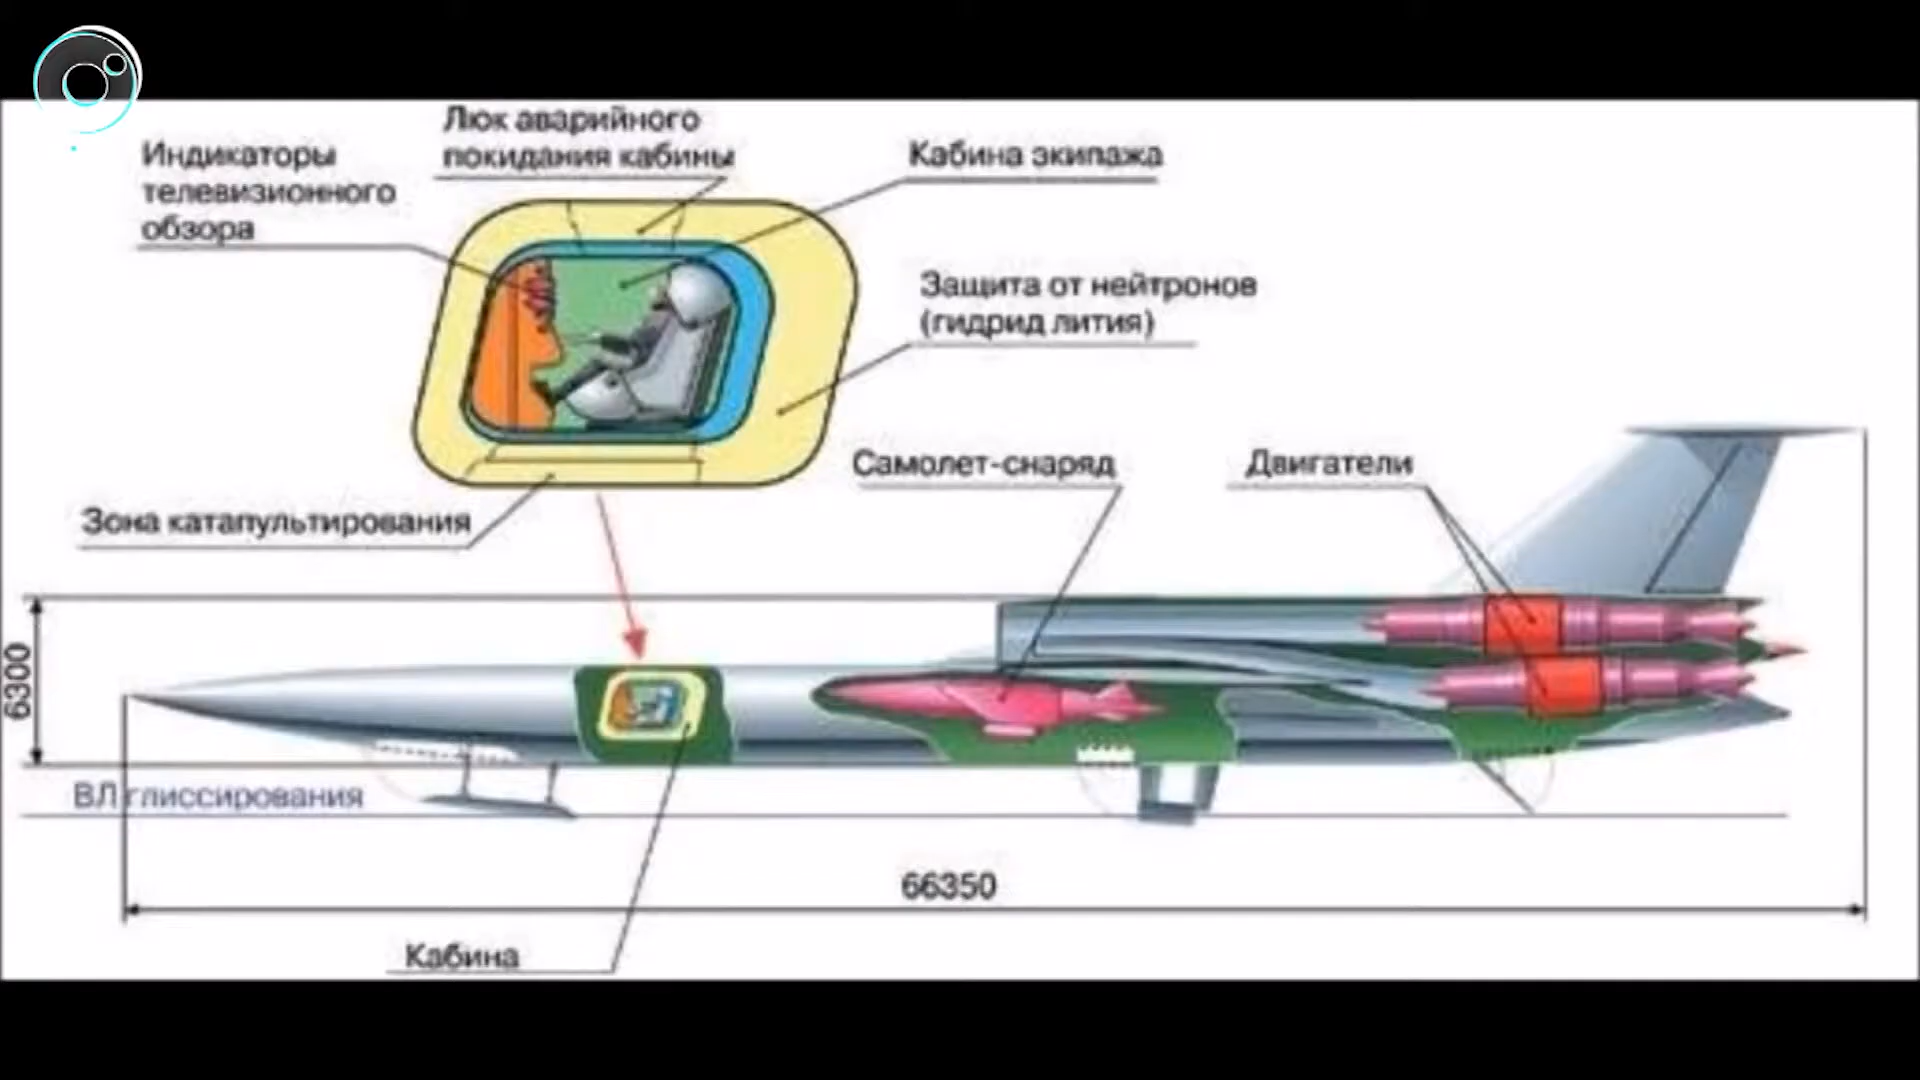 Люк аварийного
покидания кабины
Индикаторы
телевизионного
обзора
Кабина экипажа
Защита от нейтронов
(гидрид лития)
Самолет-снаряд
Двигатели
Зона катапультирования
6300
ВЛ глиссирования
66350
Кабина